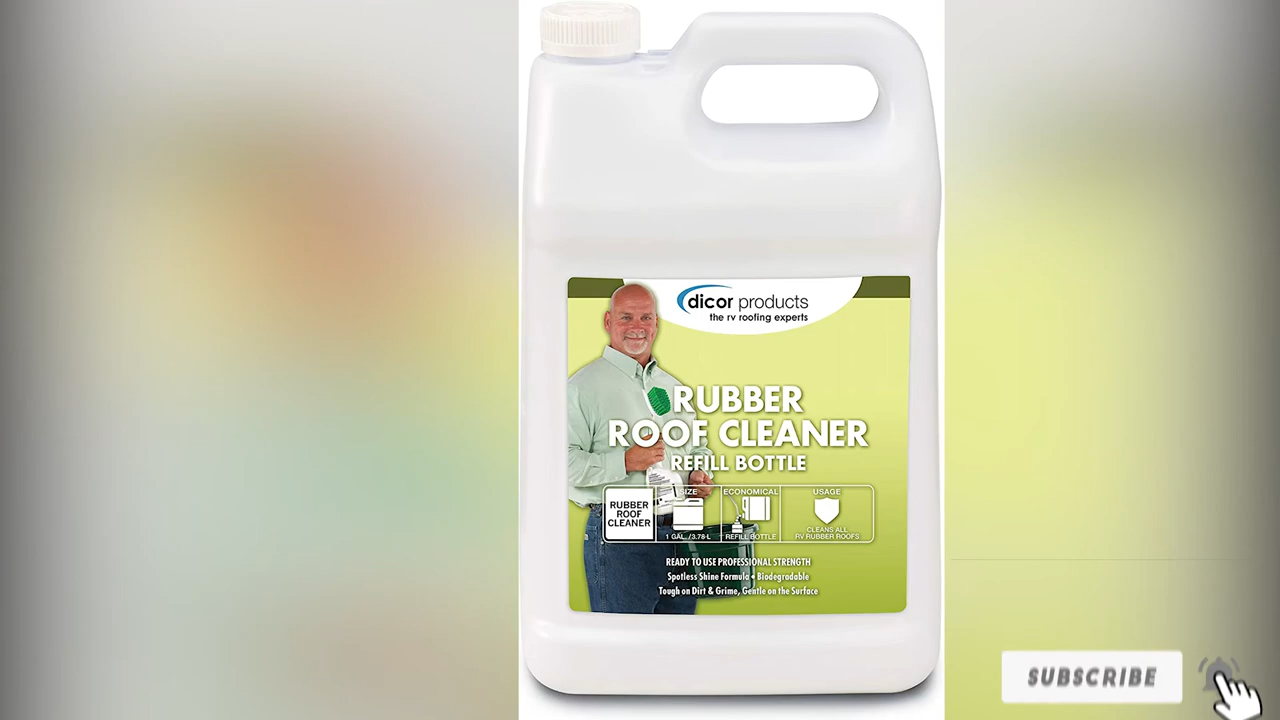 dicor products
the rv roofing experts
RUBBER
ROOF CLEANER
REFILL BOTTLE
RUBBER
ROOF
CLEANER
SIZE
1 GAL./3.78 L
ECONOMICAL
REFILL BOTTLE
USAGE
CLEANS ALL
RV RUBBER ROOFS
READY TO USE PROFESSIONAL STRENGTH
Spotless Shine Formula • Biodegradable
Tough on Dirt & Grime, Gentle on the Surface
SUBSCRIBE